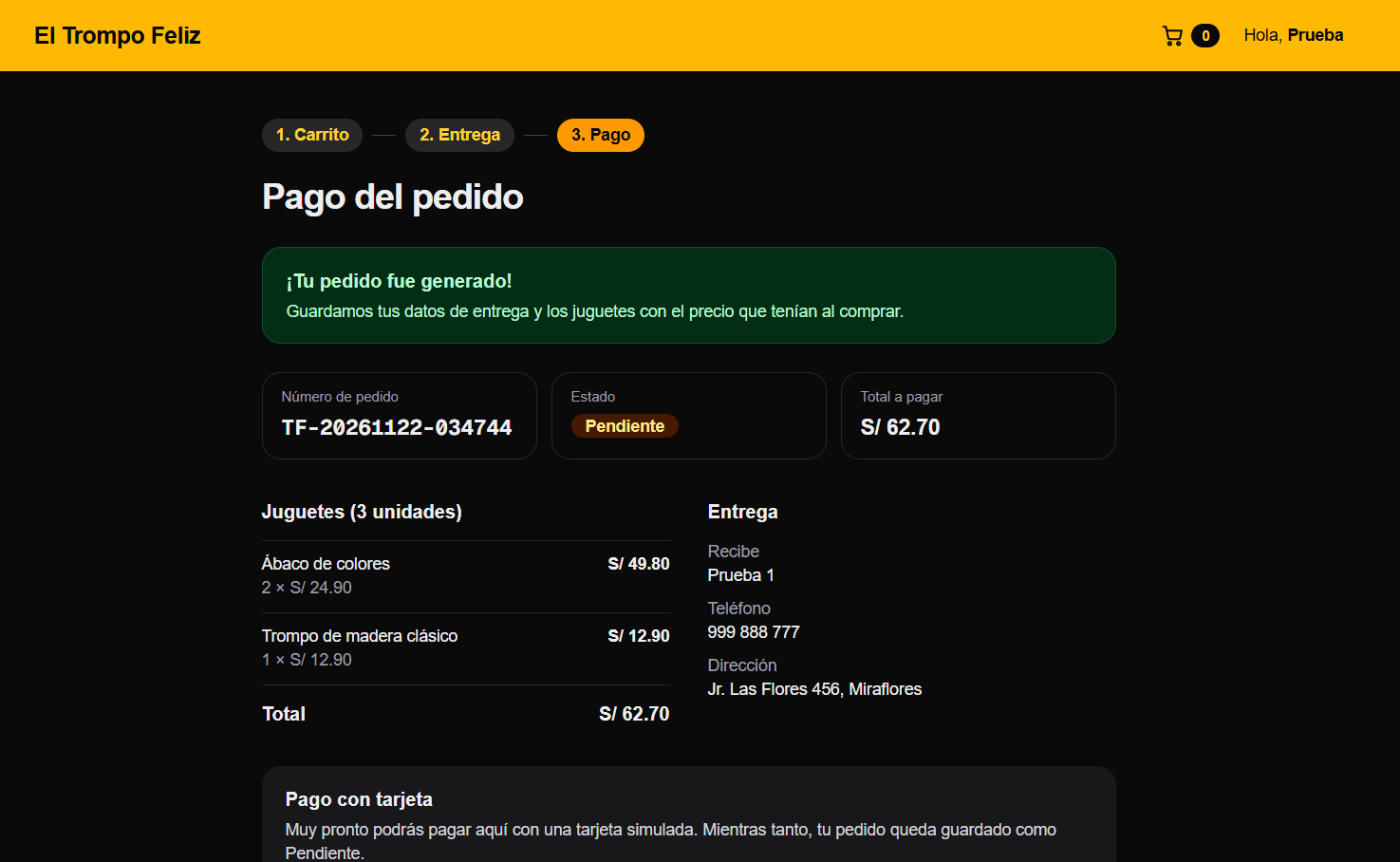 El Trompo Feliz
0
Hola, Prueba
1. Carrito
2. Entrega
3. Pago
Pago del pedido
¡Tu pedido fue generado!
Guardamos tus datos de entrega y los juguetes con el precio que tenían al comprar.
Número de pedido
TF-20261122-034744
Estado
Pendiente
Total a pagar
S/ 62.70
Juguetes (3 unidades)
Ábaco de colores
S/ 49.80
2 × S/ 24.90
Trompo de madera clásico
S/ 12.90
1 × S/ 12.90
Total
S/ 62.70
Entrega
Recibe
Prueba 1
Teléfono
999 888 777
Dirección
Jr. Las Flores 456, Miraflores
Pago con tarjeta
Muy pronto podrás pagar aquí con una tarjeta simulada. Mientras tanto, tu pedido queda guardado como
Pendiente.